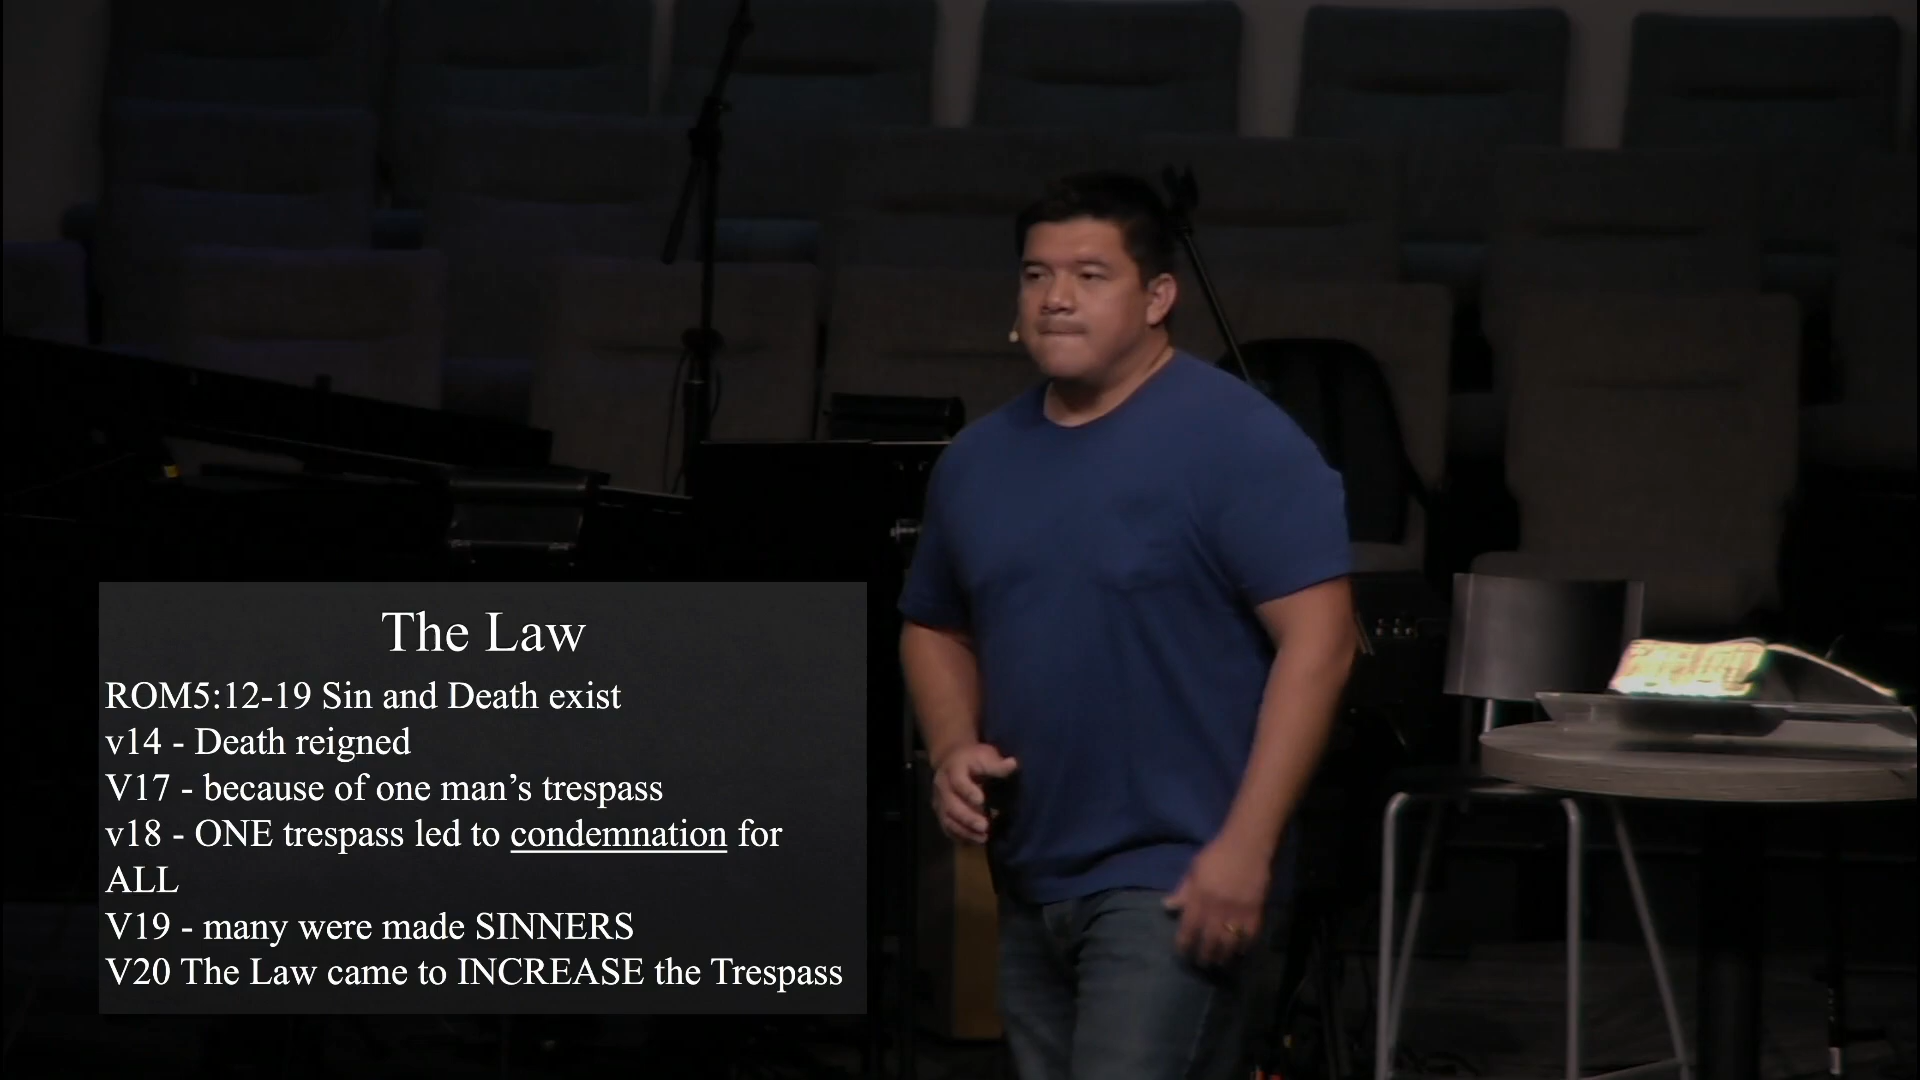 The Law
ROM5:12-19 Sin and Death exist
v14 - Death reigned
V17 - because of one man’s trespass
v18 - ONE trespass led to condemnation for
ALL
V19 - many were made SINNERS
V20 The Law came to INCREASE the Trespass